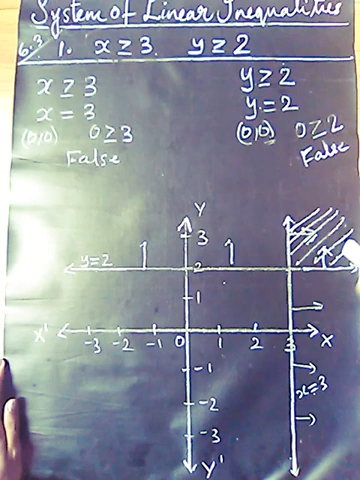 System of Linear Inequalities
6.3 1. x ≥ 3. y ≥ 2
x ≥ 3 y ≥ 2
x = 3 y = 2
(0,0) 0 ≥ 3 (0,0) 0 ≥ 2
False False
Y
3
y=2 2
1
X' -3 -2 -1 0 1 2 3 X
-1
x=3
-2
-3
Y'